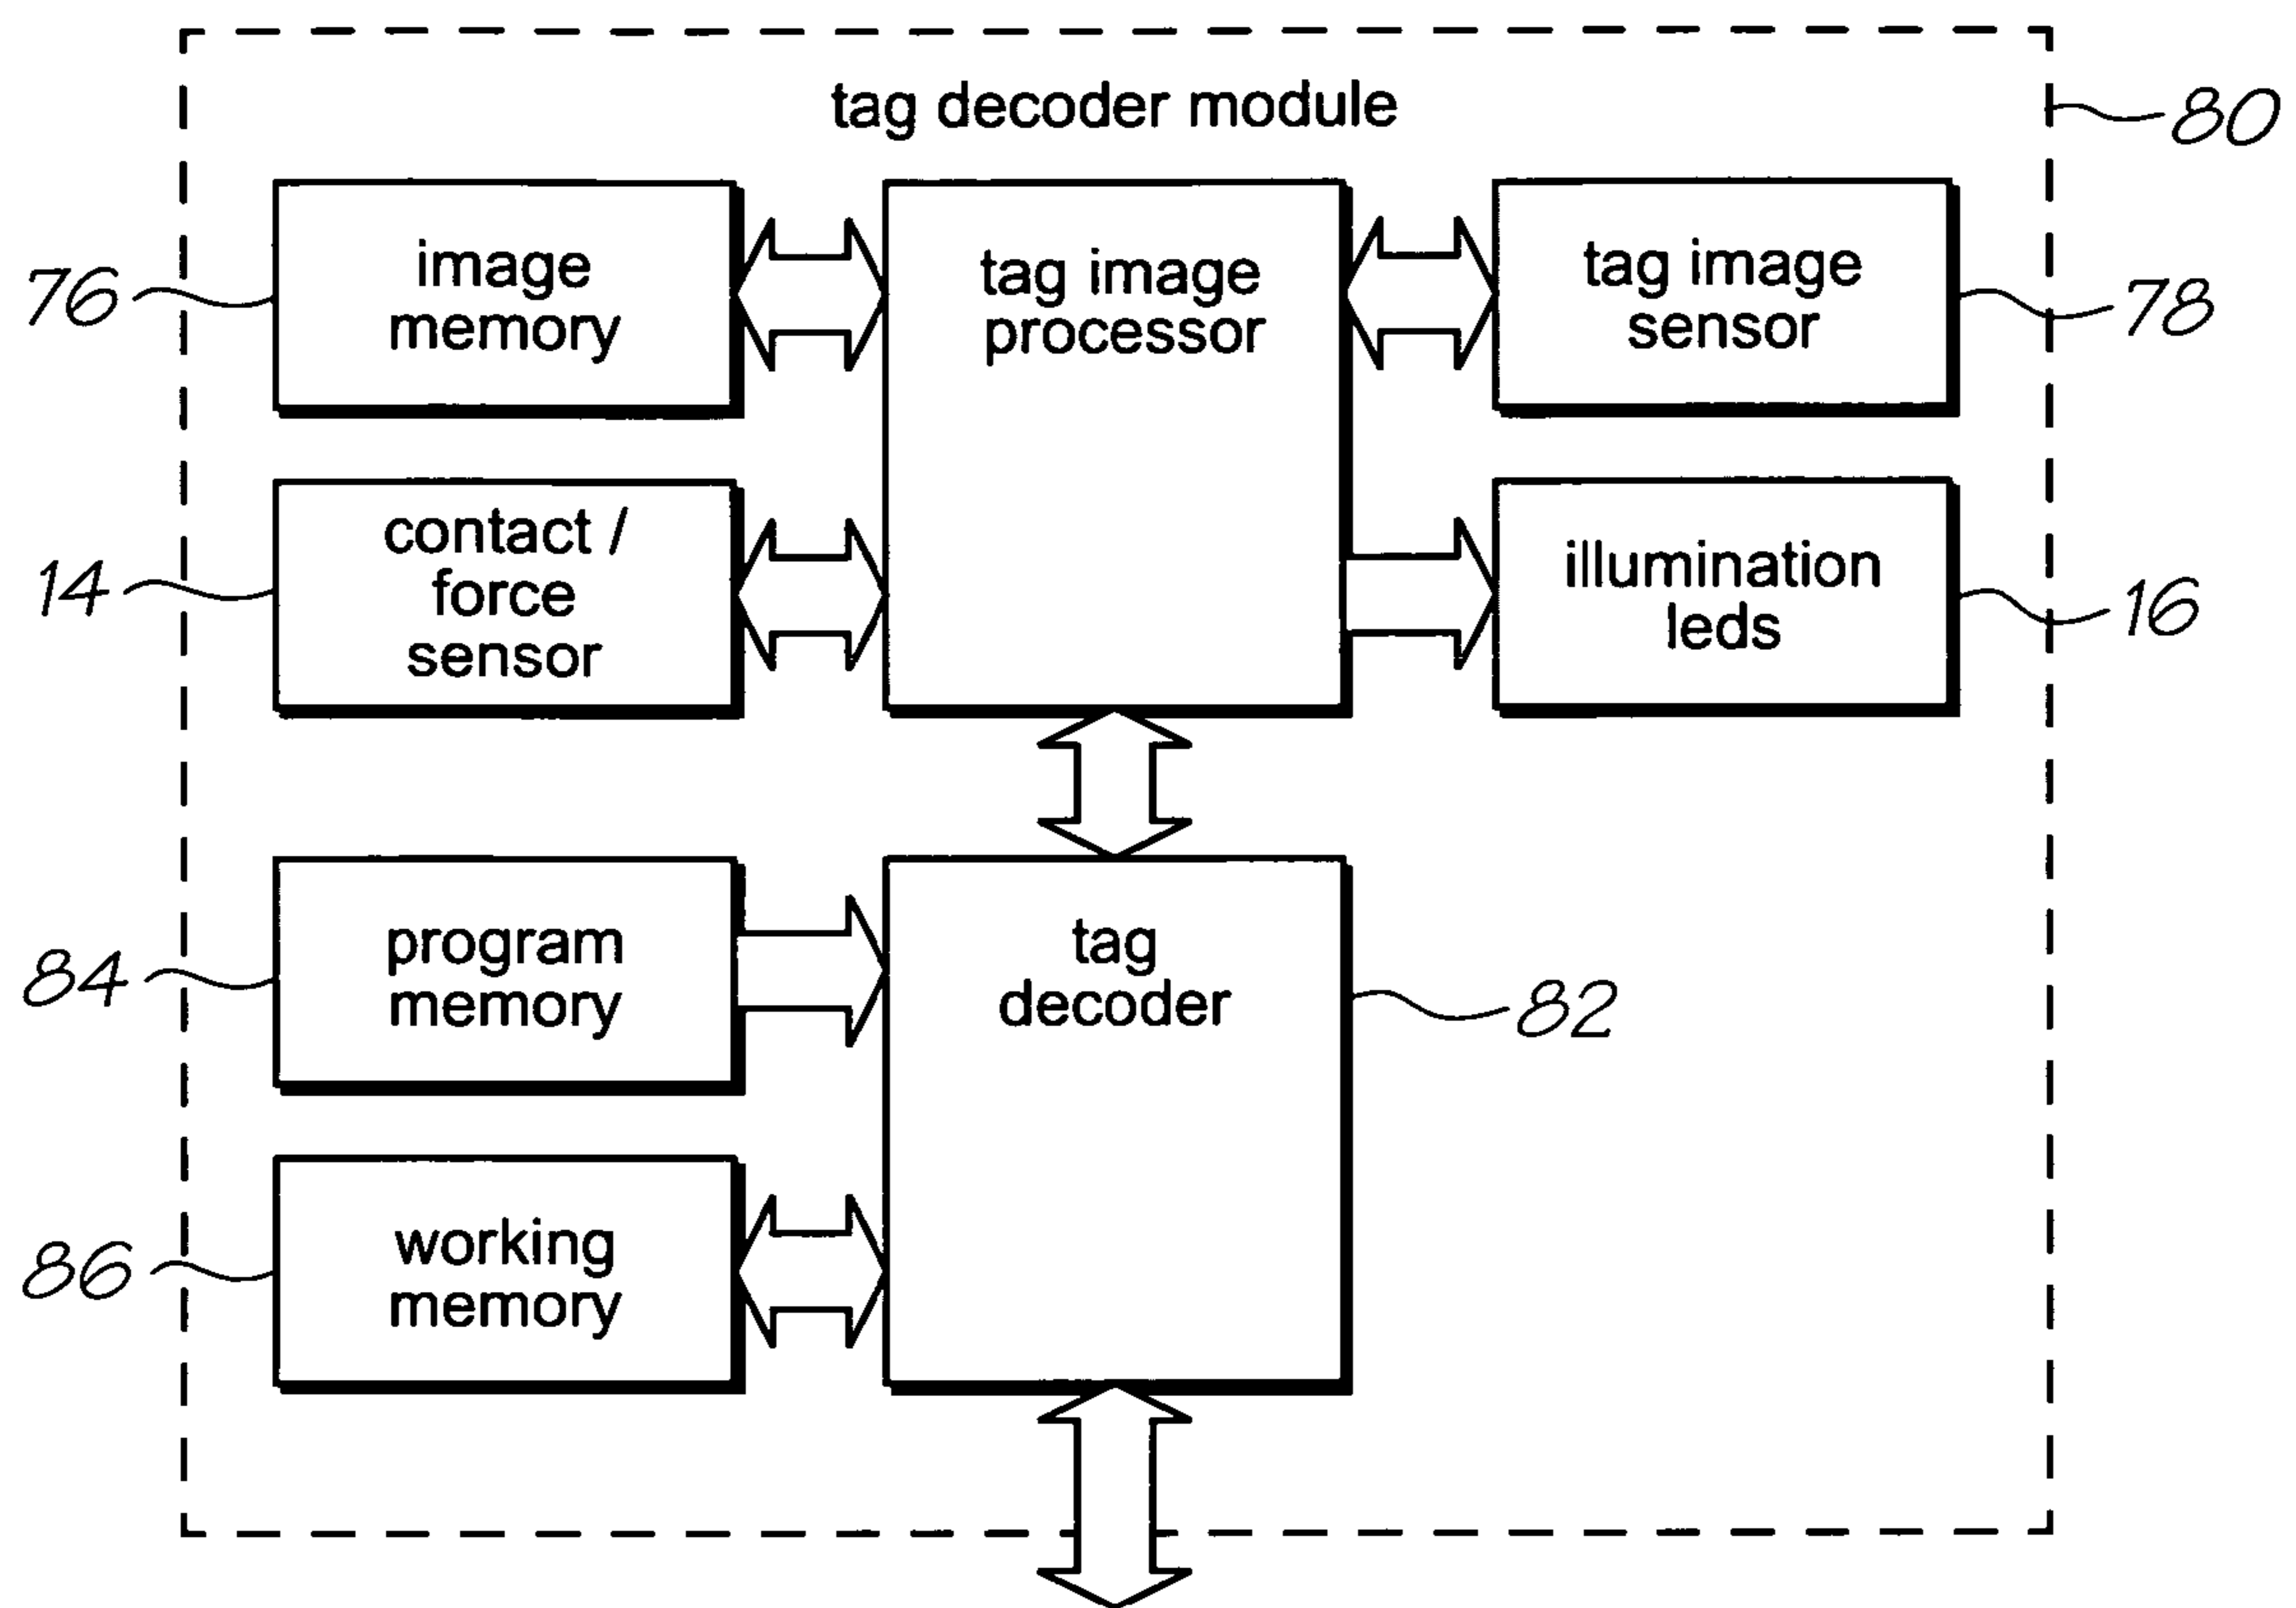 tag decoder module
80
76
image
memory
tag image
processor
tag image
sensor
78
14
contact /
force
sensor
illumination
leds
16
84
program
memory
tag
decoder
82
86
working
memory